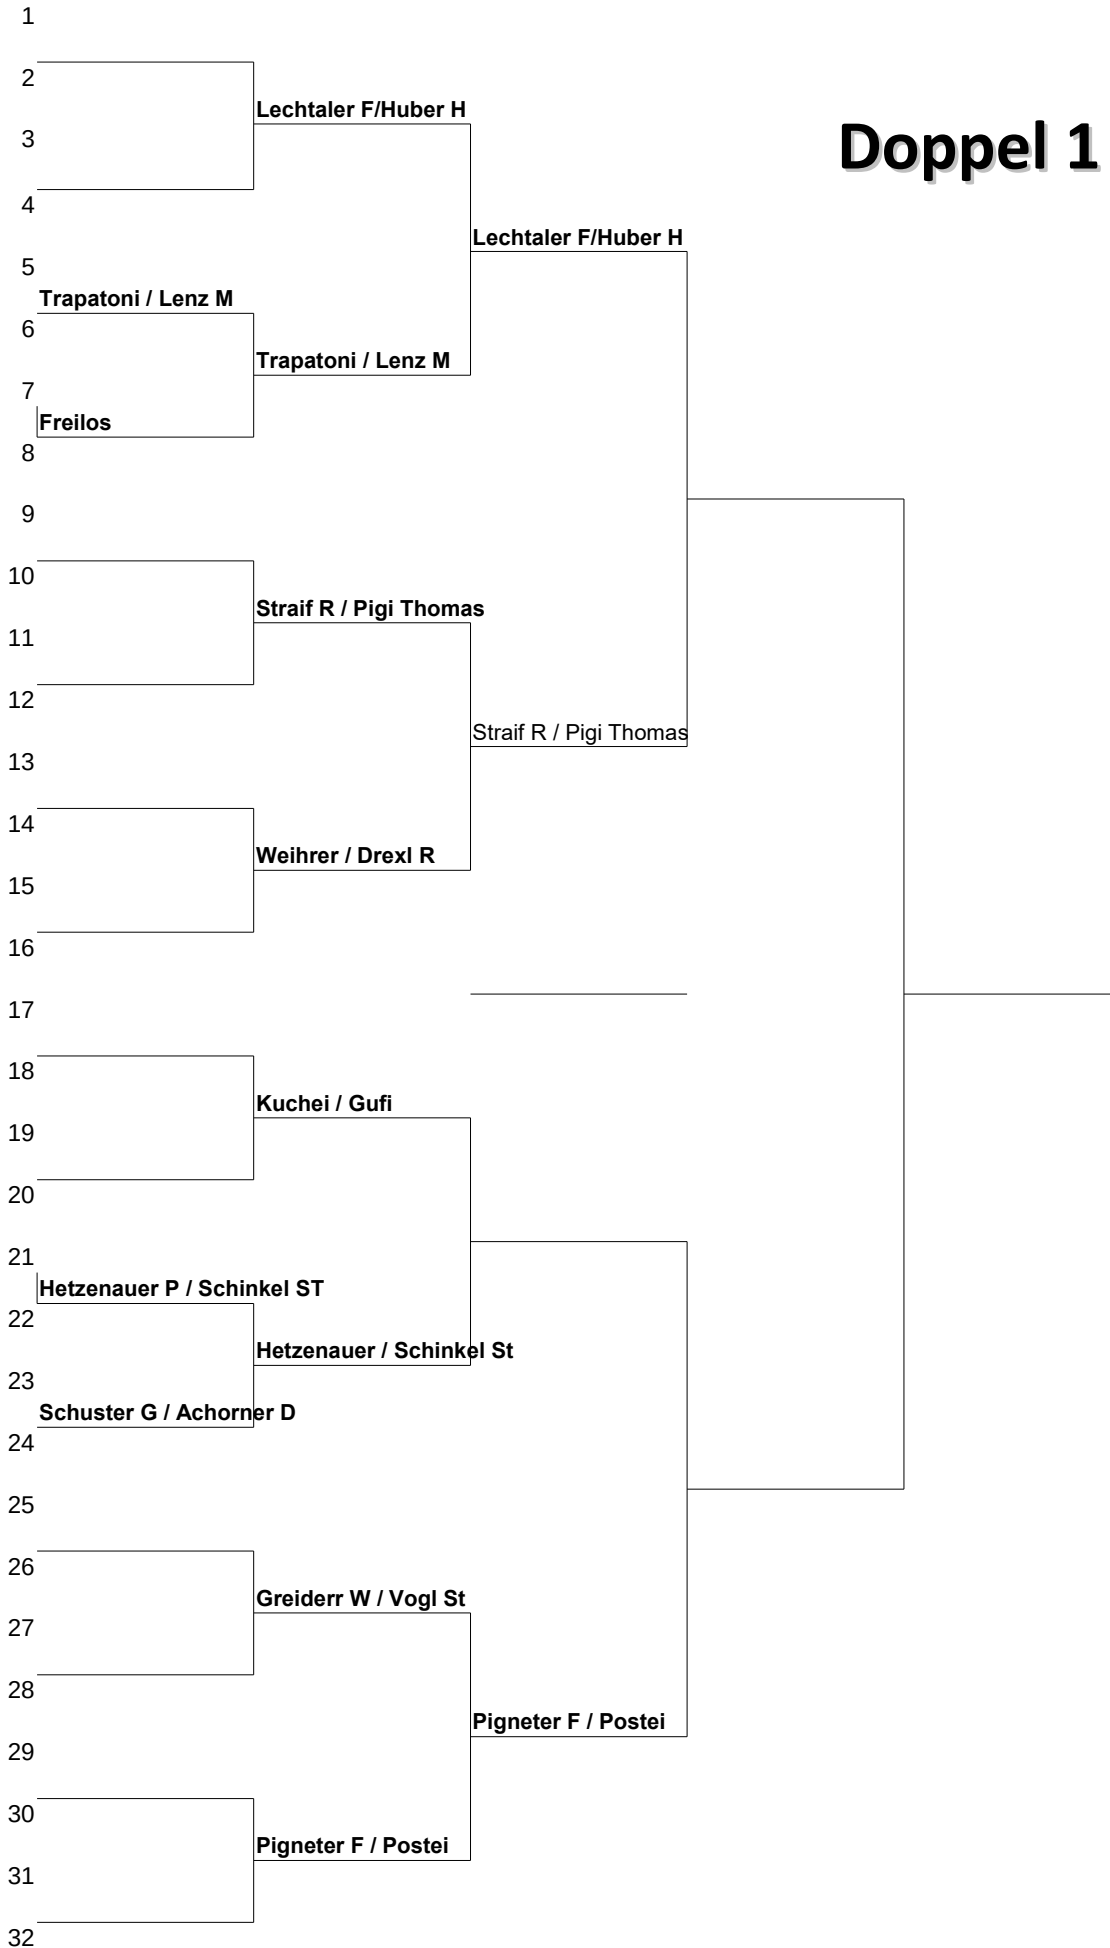 1
2
Lechtaler F/Huber H
3
Doppel 1
4
Lechtaler F/Huber H
5
Trapatoni / Lenz M
6
Trapatoni / Lenz M
7
Freilos
8
9
10
Straif R / Pigi Thomas
11
12
Straif R / Pigi Thomas
13
14
Weihrer / Drexl R
15
16
17
18
Kuchei / Gufi
19
20
21
Hetzenauer P / Schinkel ST
22
Hetzenauer / Schinkel St
23
Schuster G / Achorner D
24
25
26
Greiderr W / Vogl St
27
28
Pigneter F / Postei
29
30
Pigneter F / Postei
31
32